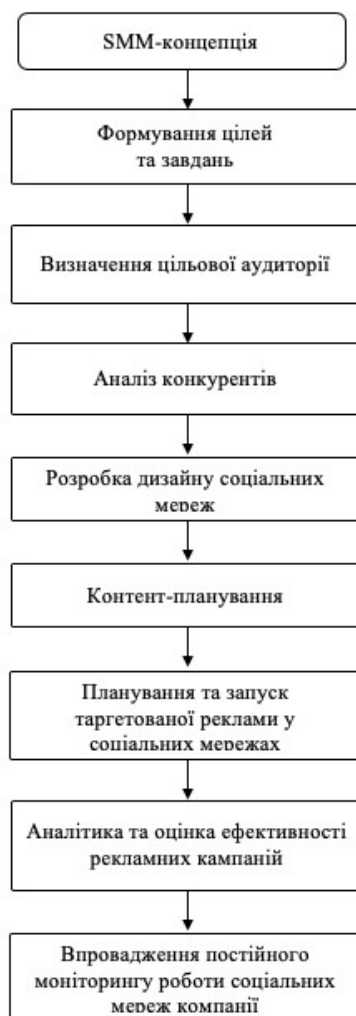 SMM-концепція
Формування цілей
та завдань
Визначення цільової аудиторії
Аналіз конкурентів
Розробка дизайну соціальних
мереж
Контент-планування
Планування та запуск
таргетованої реклами у
соціальних мережах
Аналітика та оцінка ефективності
рекламних кампаній
Впровадження постійного
моніторингу роботи соціальних
мереж компанії